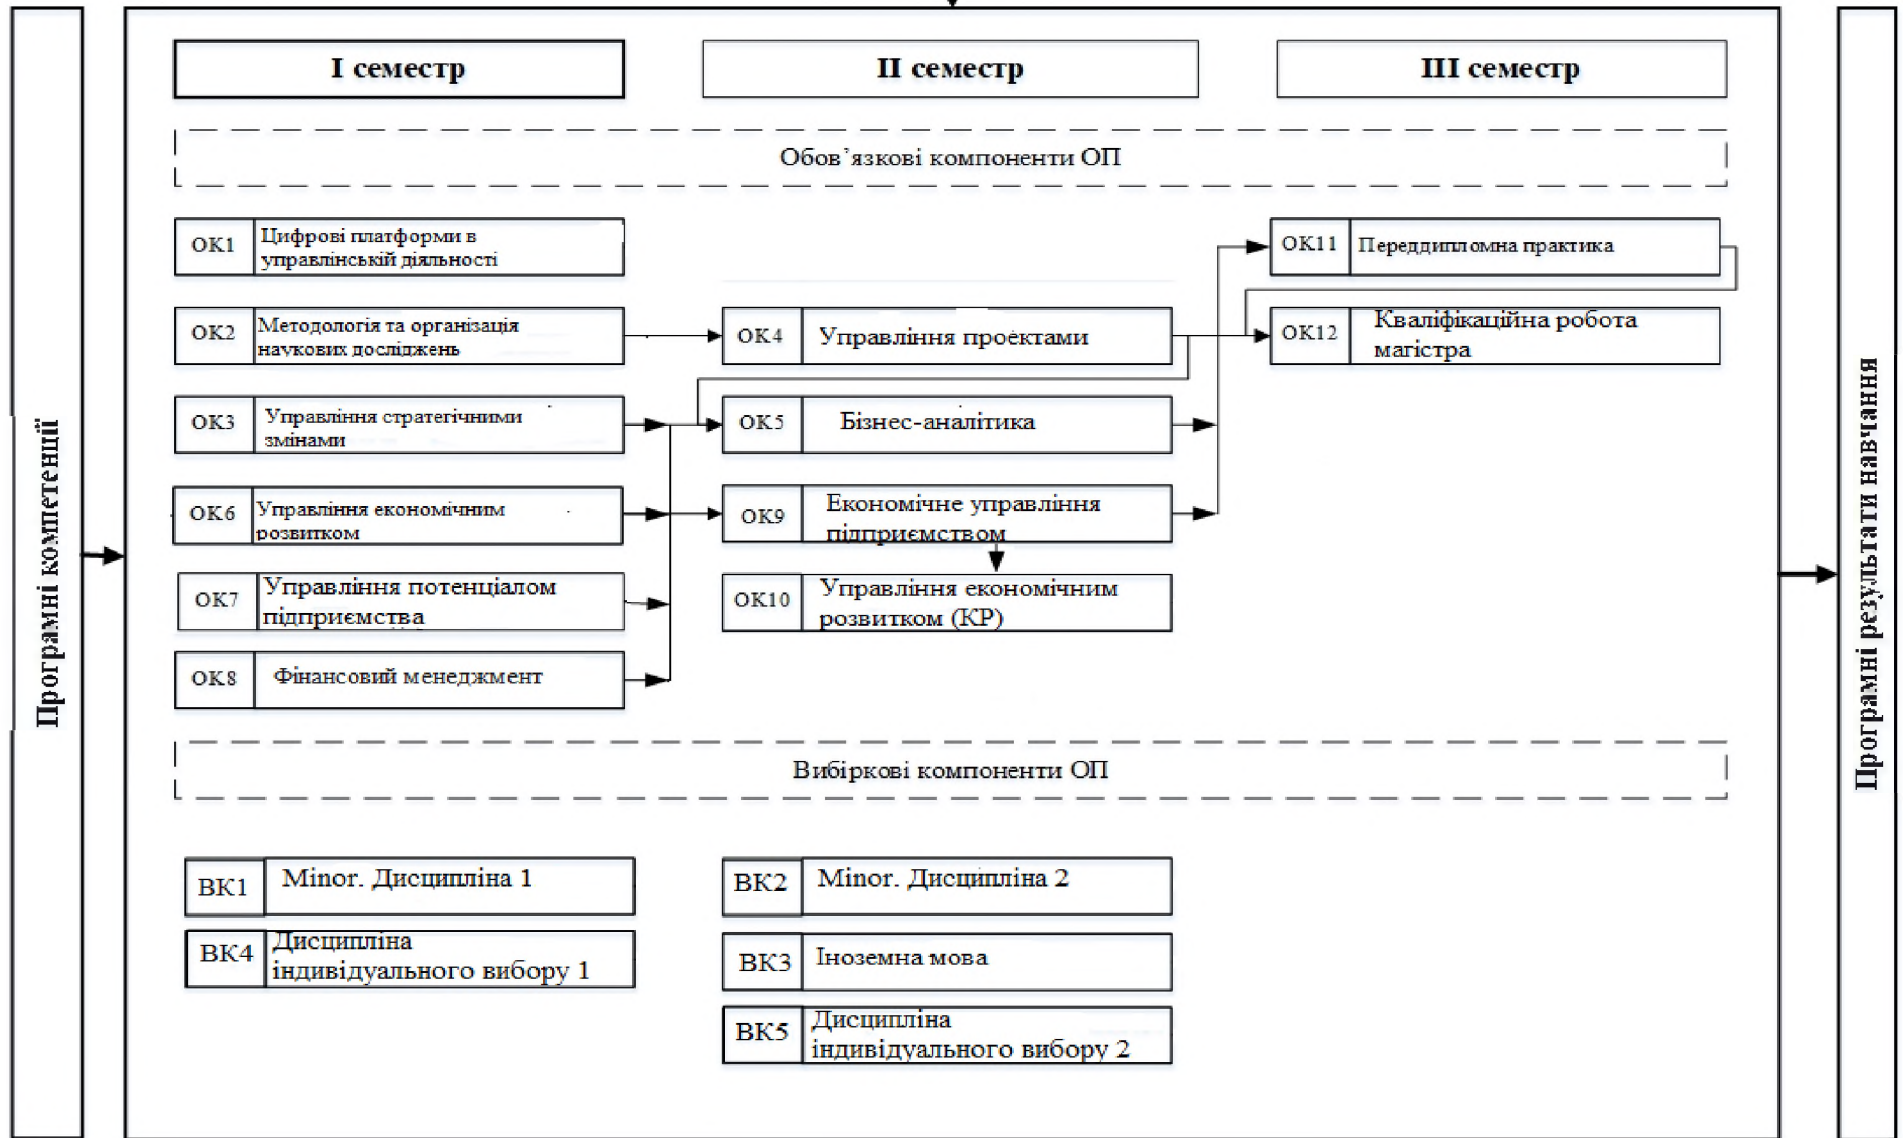 Програмні компетенції
I семестр
II семестр
III семестр
Обов’язкові компоненти ОП
ОК1
Цифрові платформи в
управлінській діяльності
ОК2
Методологія та організація
наукових досліджень
ОК3
Управління стратегічними
змінами
ОК6
Управління економічним
розвитком
ОК7
Управління потенціалом
підприємства
ОК8
Фінансовий менеджмент
ОК4
Управління проектами
ОК5
Бізнес-аналітика
ОК9
Економічне управління
підприємством
ОК10
Управління економічним
розвитком (КР)
ОК11
Переддипломна практика
ОК12
Кваліфікаційна робота
магістра
Вибіркові компоненти ОП
ВК1
Minor. Дисципліна 1
ВК4
Дисципліна
індивідуального вибору 1
ВК2
Minor. Дисципліна 2
ВК3
Іноземна мова
ВК5
Дисципліна
індивідуального вибору 2
Програмні результати навчання